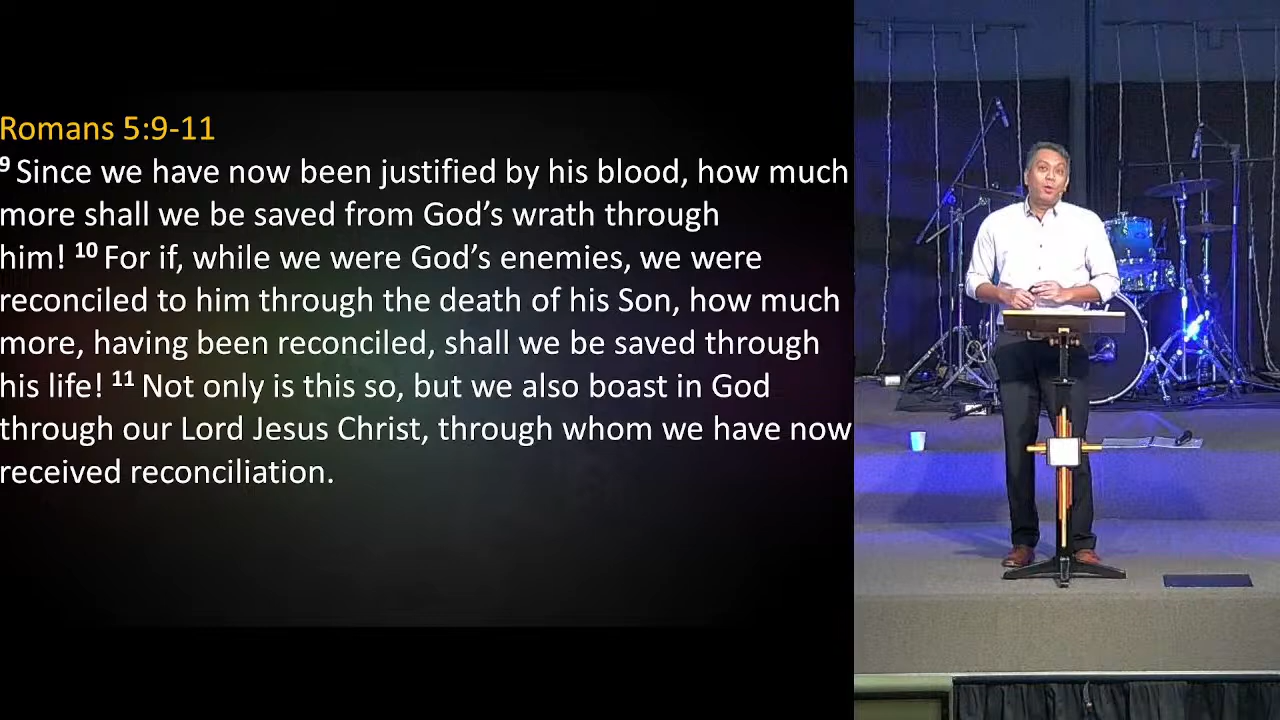 Romans 5:9-11
9 Since we have now been justified by his blood, how much
more shall we be saved from God’s wrath through
him! 10 For if, while we were God’s enemies, we were
reconciled to him through the death of his Son, how much
more, having been reconciled, shall we be saved through
his life! 11 Not only is this so, but we also boast in God
through our Lord Jesus Christ, through whom we have now
received reconciliation.